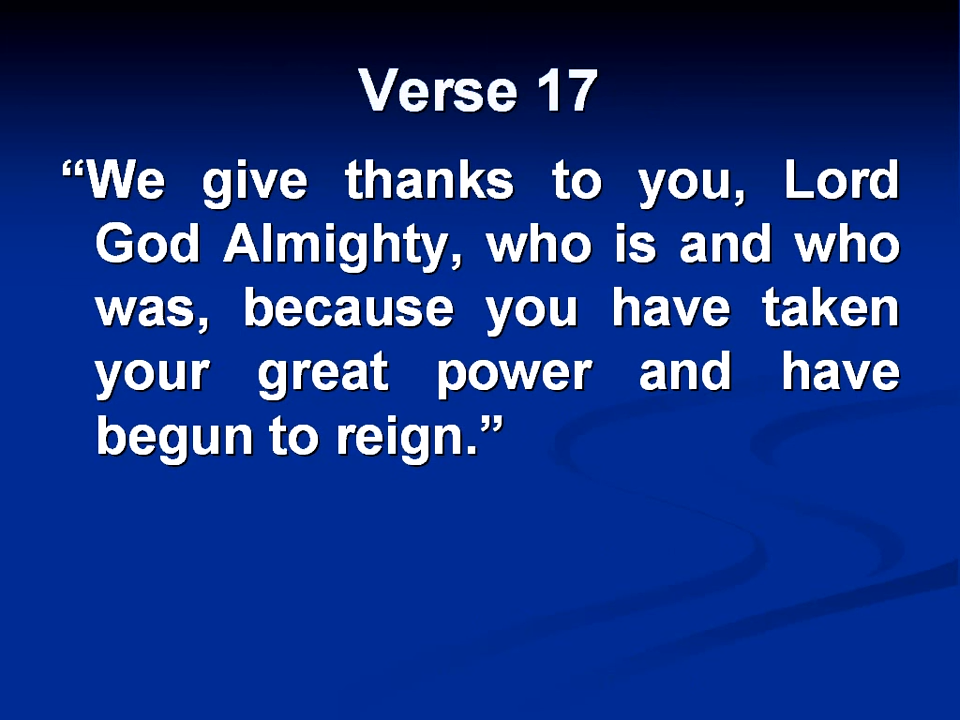 Verse 17
“We give thanks to you, Lord
God Almighty, who is and who
was, because you have taken
your great power and have
begun to reign.”